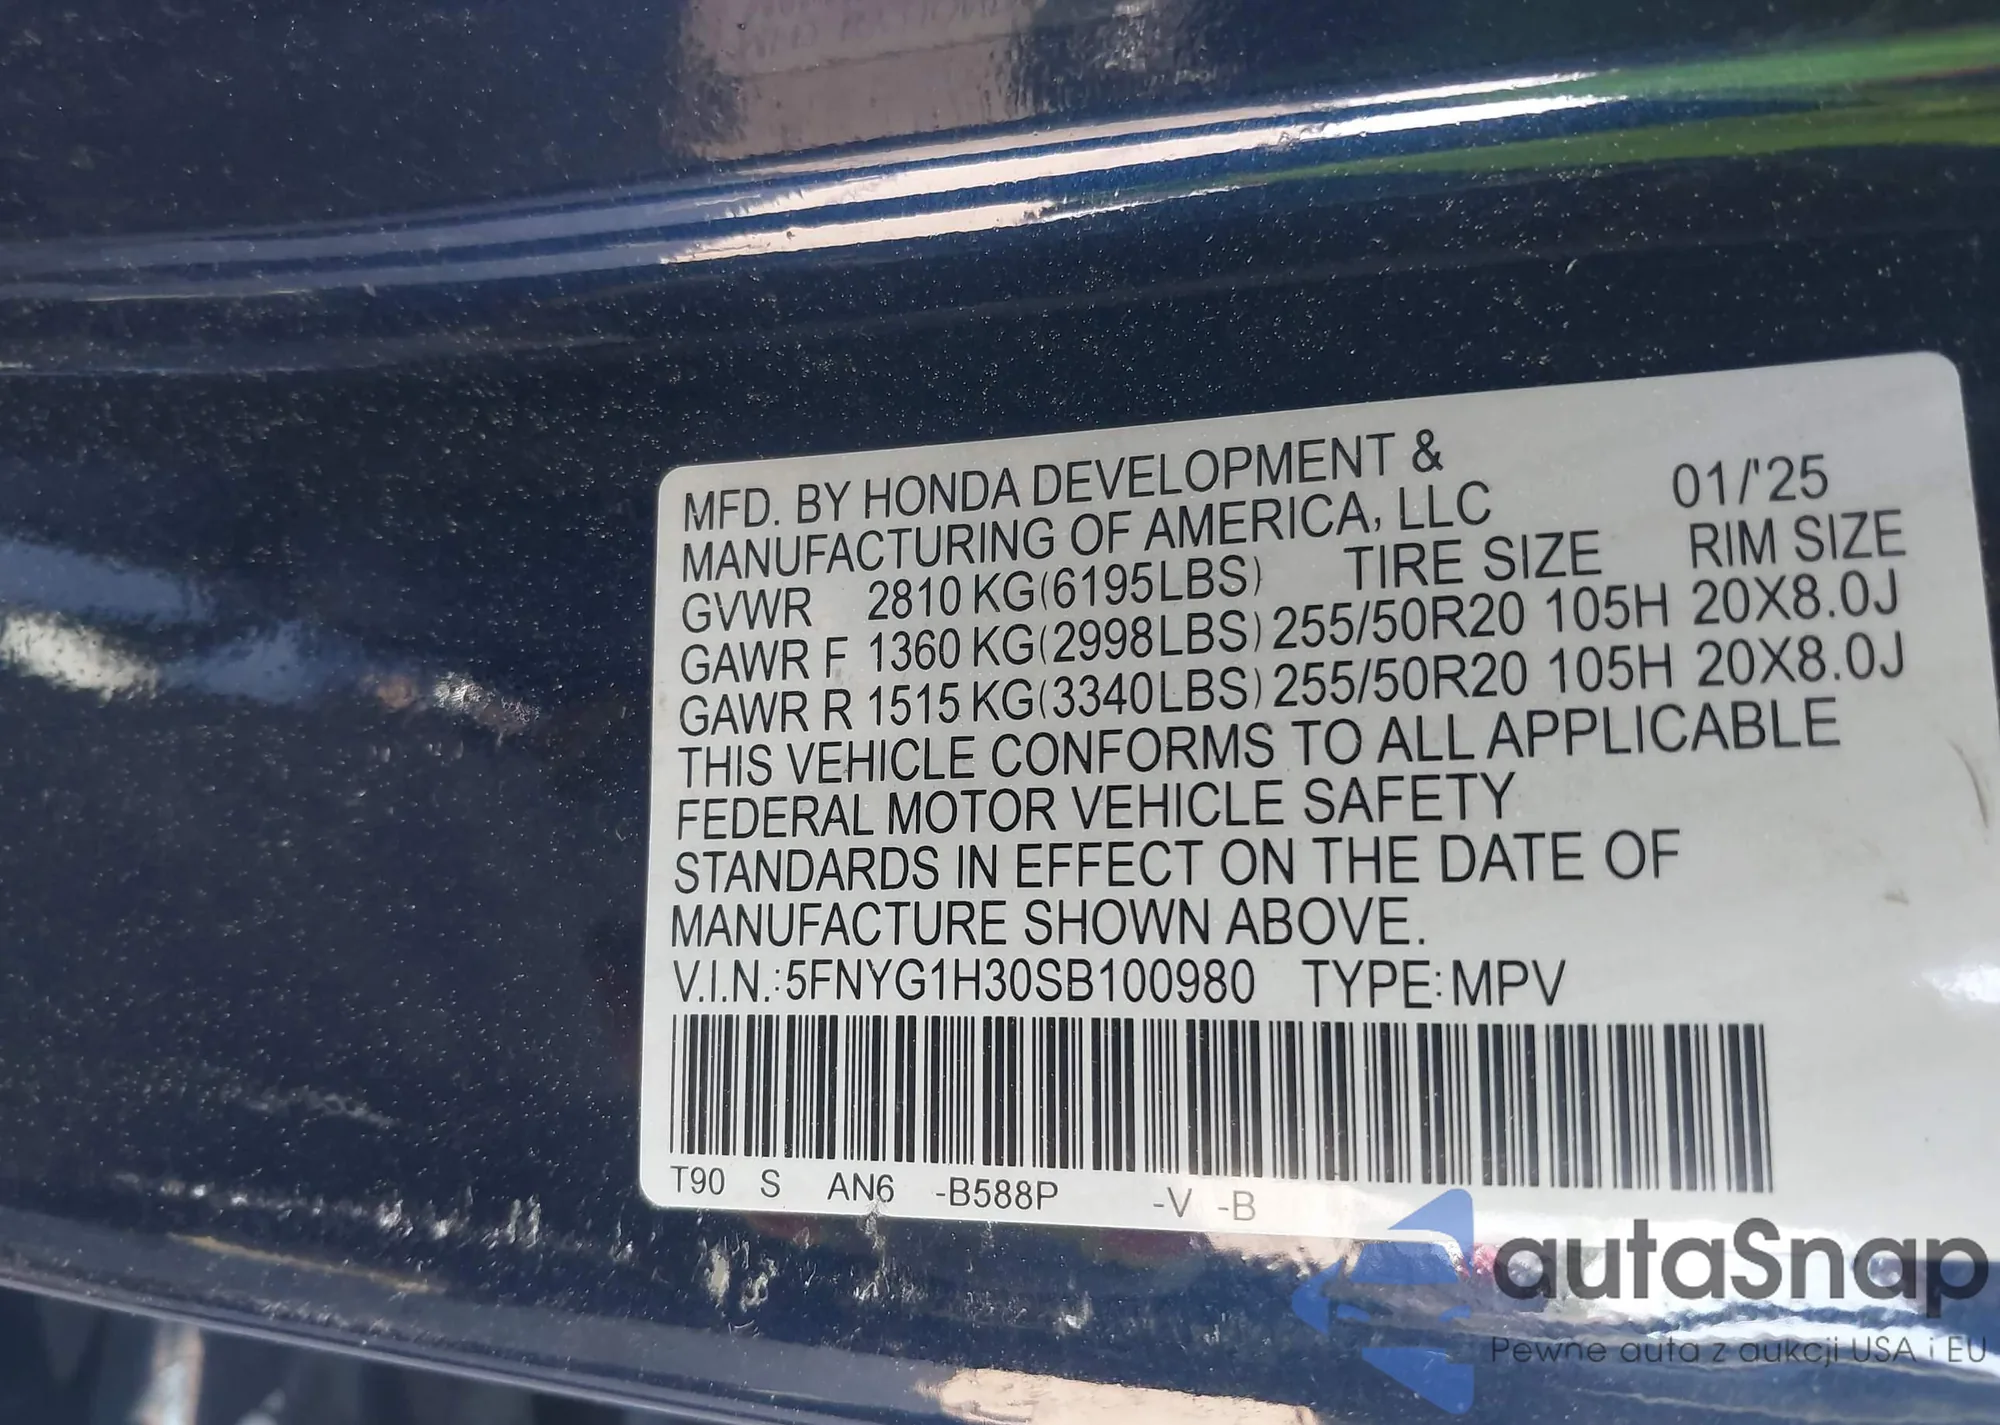 MFD. BY HONDA DEVELOPMENT &
MANUFACTURING OF AMERICA, LLC 01/'25
GVWR 2810 KG(6195LBS) TIRE SIZE RIM SIZE
GAWR F 1360 KG(2998LBS) 255/50R20 105H 20X8.0J
GAWR R 1515 KG(3340LBS) 255/50R20 105H 20X8.0J
THIS VEHICLE CONFORMS TO ALL APPLICABLE
FEDERAL MOTOR VEHICLE SAFETY
STANDARDS IN EFFECT ON THE DATE OF
MANUFACTURE SHOWN ABOVE.
V.I.N.:5FNYG1H30SB100980 TYPE:MPV
T90 S AN6 -B588P -V -B
autaSnap
Pewne auta z aukcji USA i EU